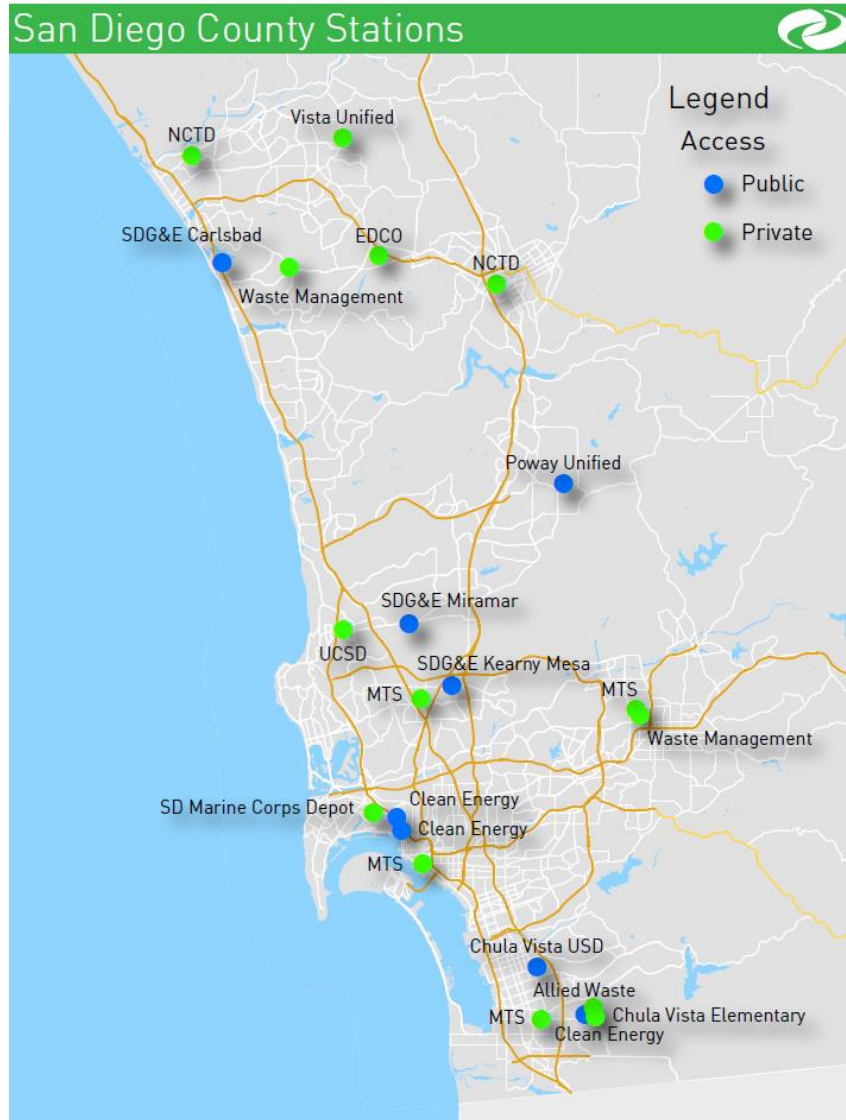 San Diego County Stations
Legend
Access
Public
Private
Vista Unified
NCTD
SDG&E Carlsbad
EDCO
NCTD
Waste Management
Poway Unified
SDG&E Miramar
UCSD
SDG&E Kearny Mesa
MTS
MTS
Waste Management
Clean Energy
SD Marine Corps Depot
Clean Energy
MTS
Chula Vista USD
Allied Waste
MTS
Chula Vista Elementary
Clean Energy